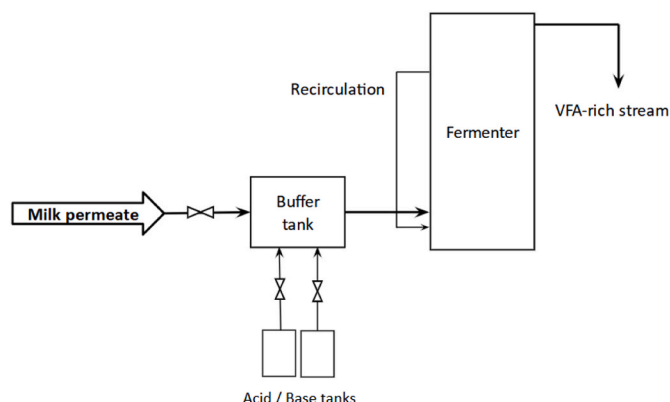 Recirculation
Fermenter
VFA-rich stream
Milk permeate
Buffer
tank
Acid / Base tanks